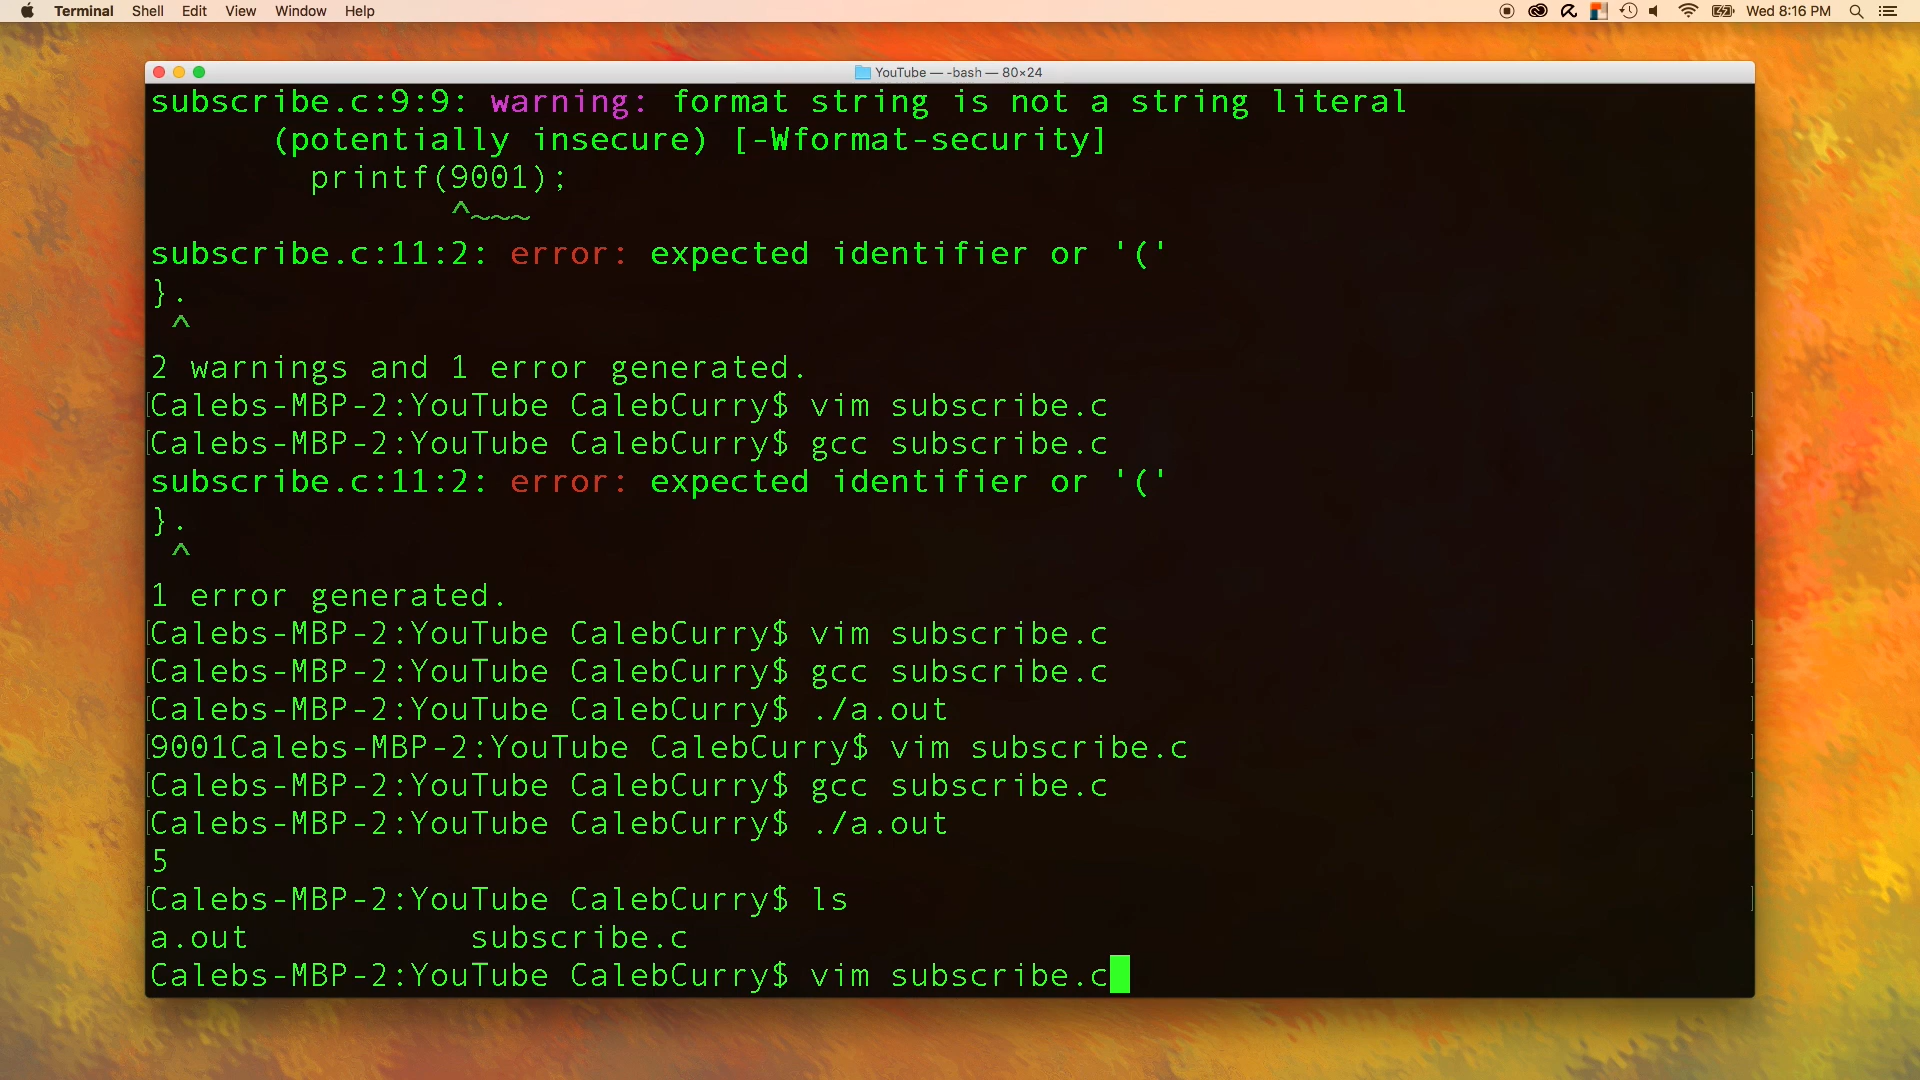 Terminal Shell Edit View Window Help Wed 8:16 PM
YouTube — -bash — 80×24
subscribe.c:9:9: warning: format string is not a string literal
(potentially insecure) [-Wformat-security]
printf(9001);
^~~~
subscribe.c:11:2: error: expected identifier or '('
}.
^
2 warnings and 1 error generated.
[Calebs-MBP-2:YouTube CalebCurry$ vim subscribe.c ]
[Calebs-MBP-2:YouTube CalebCurry$ gcc subscribe.c ]
subscribe.c:11:2: error: expected identifier or '('
}.
^
1 error generated.
[Calebs-MBP-2:YouTube CalebCurry$ vim subscribe.c ]
[Calebs-MBP-2:YouTube CalebCurry$ gcc subscribe.c ]
[Calebs-MBP-2:YouTube CalebCurry$ ./a.out ]
[9001Calebs-MBP-2:YouTube CalebCurry$ vim subscribe.c ]
[Calebs-MBP-2:YouTube CalebCurry$ gcc subscribe.c ]
[Calebs-MBP-2:YouTube CalebCurry$ ./a.out ]
5
[Calebs-MBP-2:YouTube CalebCurry$ ls ]
a.out subscribe.c
Calebs-MBP-2:YouTube CalebCurry$ vim subscribe.c